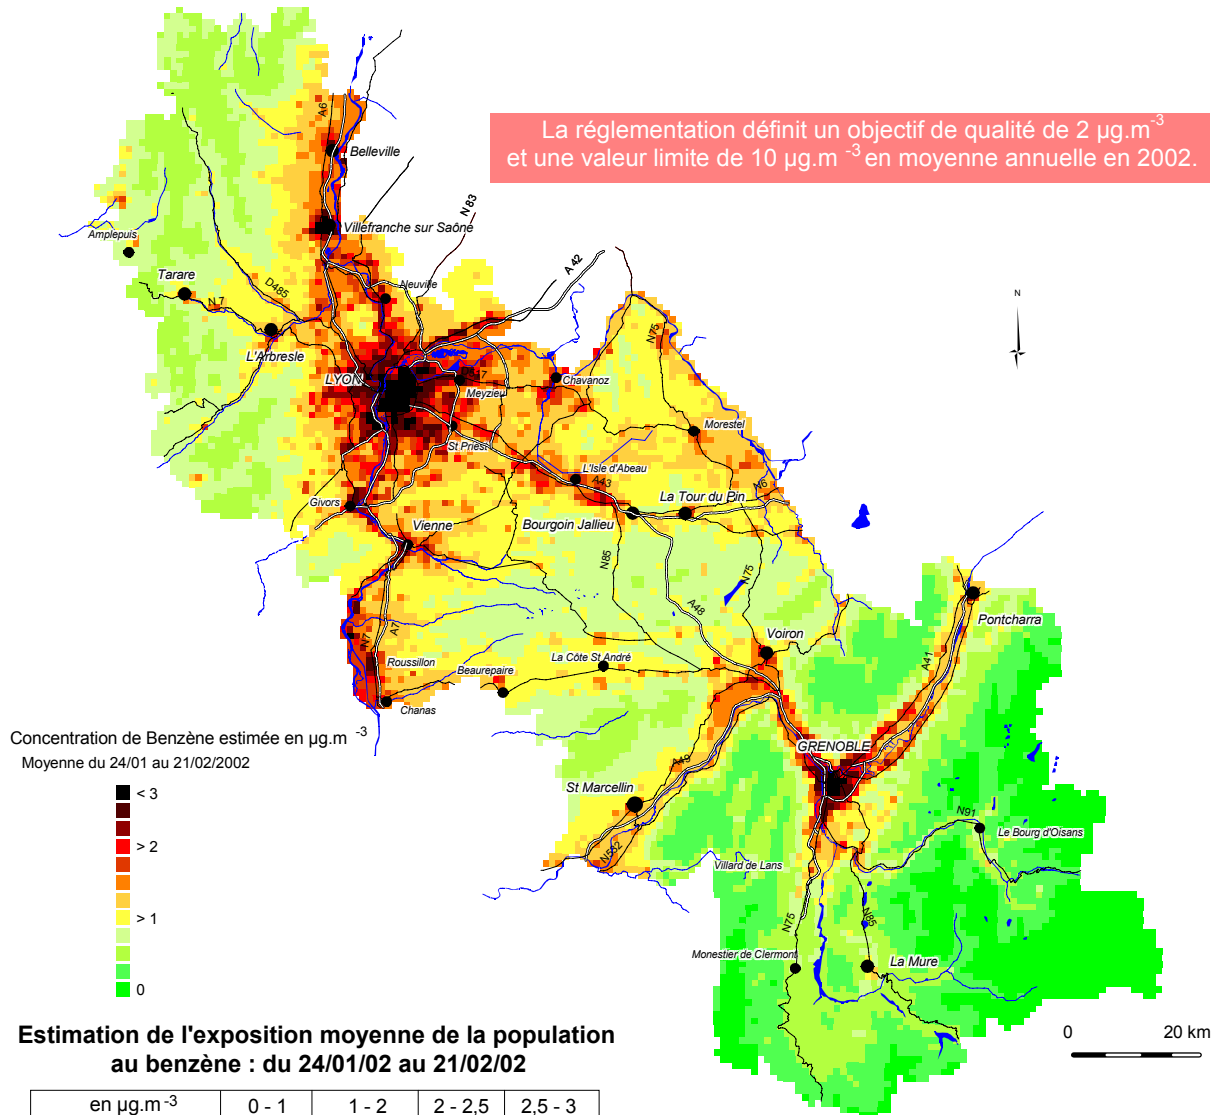 La réglementation définit un objectif de qualité de 2 µg.m-3
et une valeur limite de 10 µg.m -3 en moyenne annuelle en 2002.
A6
Belleville
N 83
Villefranche sur Saône
Amplepuis
A 42
Tarare
Neuville
D485
N 7
N
N75
L'Arbresle
LYON
Chavanoz
Meyzieu
Morestel
St Priest
L'Isle d'Abeau
A43
A6
La Tour du Pin
Givors
Bourgoin Jallieu
Vienne
N85
N75
A48
Pontcharra
Voiron
N7
A7
A41
La Côte St André
Roussillon
Beaurepaire
Chanas
Concentration de Benzène estimée en µg.m -3
Moyenne du 24/01 au 21/02/2002
GRENOBLE
A49
St Marcellin
< 3
N91
Le Bourg d'Oisans
> 2
N532
Villard de Lans
> 1
N75
N85
Monestier de Clermont
La Mure
0
Estimation de l'exposition moyenne de la population
au benzène : du 24/01/02 au 21/02/02
0 20 km
en µg.m-3 0 - 1 1 - 2 2 - 2,5 2,5 - 3